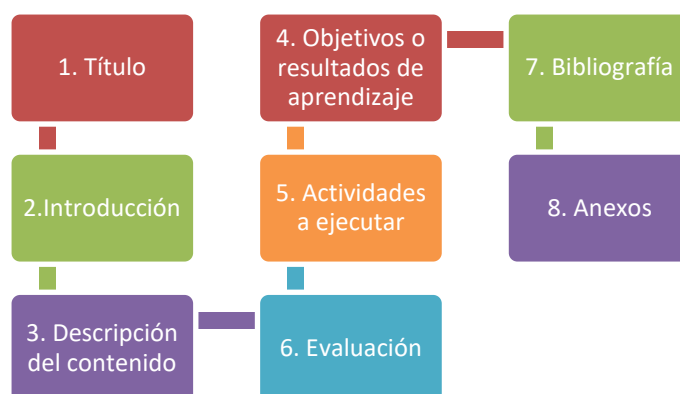 1. Título
2.Introducción
3. Descripción
del contenido
4. Objetivos o
resultados de
aprendizaje
5. Actividades
a ejecutar
6. Evaluación
7. Bibliografía
8. Anexos